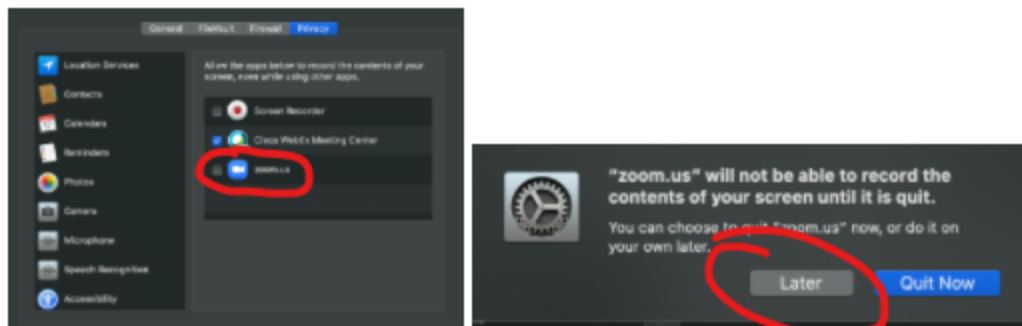 General FileVault Firewall Privacy
Location Services
Contacts
Calendars
Reminders
Photos
Camera
Microphone
Speech Recognition
Accessibility
Allow the apps below to record the contents of your
screen, even while using other apps.
Screen Recorder
Cisco WebEx Meeting Center
zoom.us
"zoom.us" will not be able to record the
contents of your screen until it is quit.
You can choose to quit "zoom.us" now, or do it on
your own later.
Later Quit Now